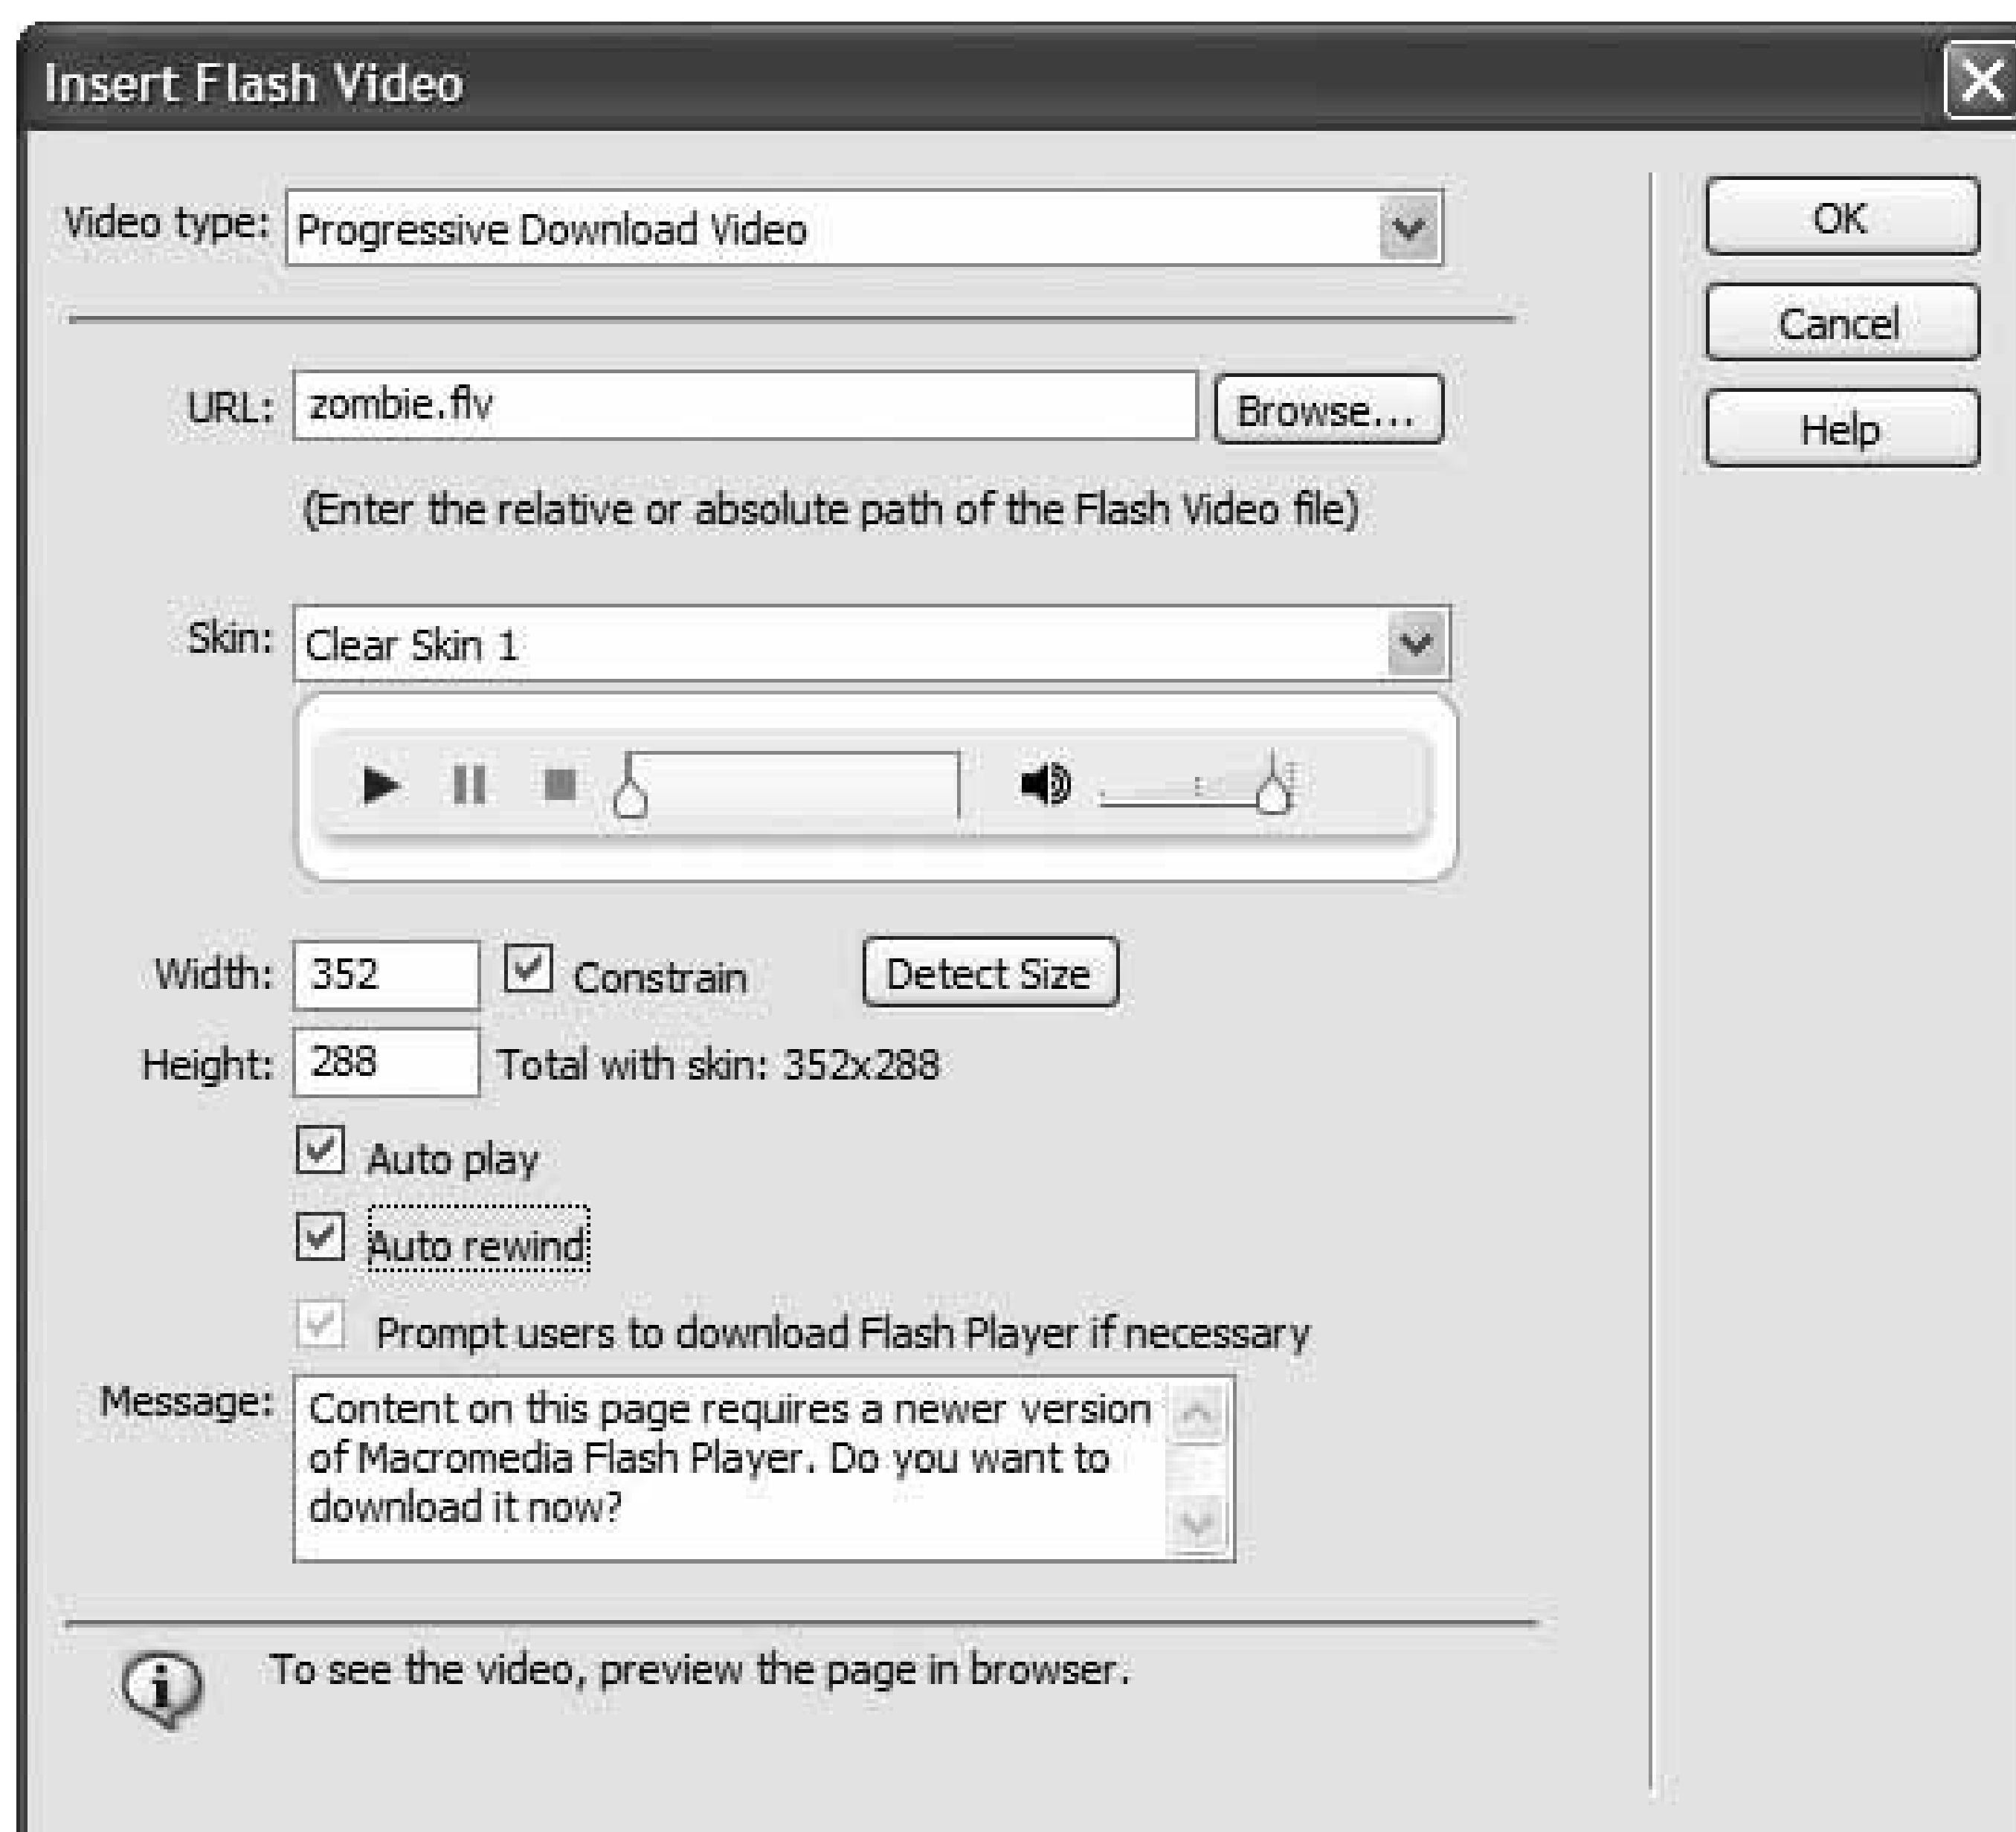 Insert Flash Video
Video type: Progressive Download Video
OK
Cancel
Help
URL: zombie.flv Browse...
(Enter the relative or absolute path of the Flash Video file)
Skin: Clear Skin 1
Width: 352 Constrain Detect Size
Height: 288 Total with skin: 352x288
Auto play
Auto rewind
Prompt users to download Flash Player if necessary
Message: Content on this page requires a newer version
of Macromedia Flash Player. Do you want to
download it now?
To see the video, preview the page in browser.